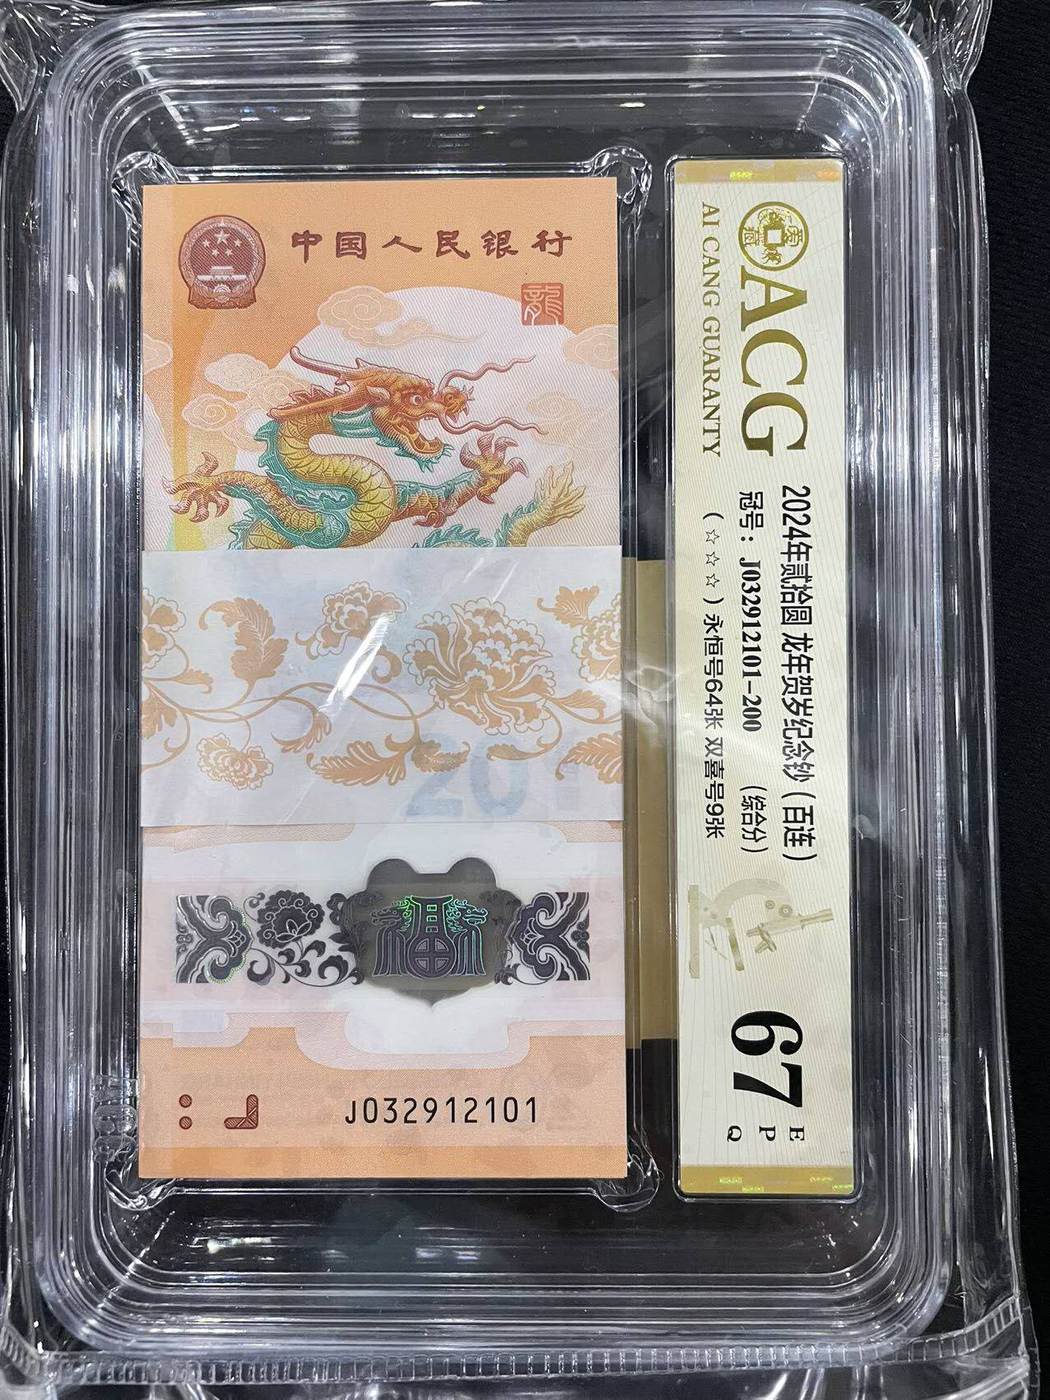 中国人民银行
龍
J032912101
ACG
AI CANG GUARANTY
2024年贰拾圆 龙年贺岁纪念钞（百连）
冠号：J032912101-200 （综合分）
（☆☆☆）永恒号64张 双喜号9张
67
E
P
Q